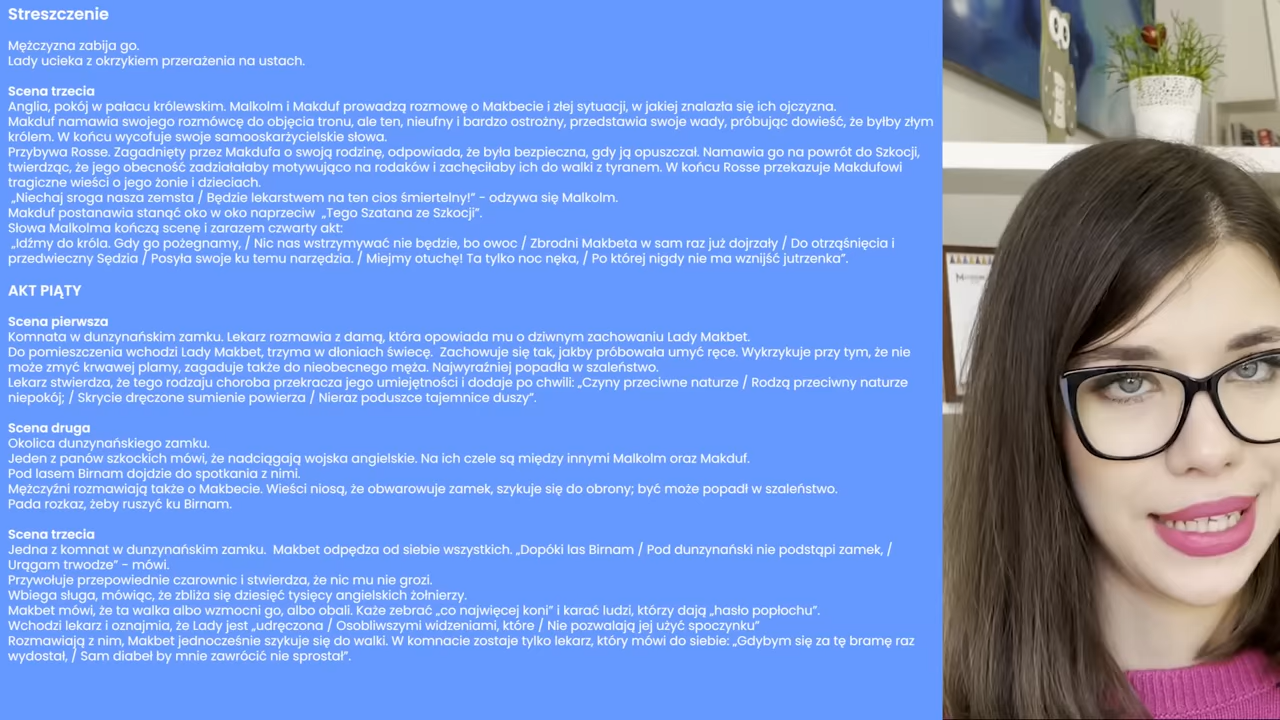 Streszczenie
Mężczyzna zabija go.
Lady ucieka z okrzykiem przerażenia na ustach.
Scena trzecia
Anglia, pokój w pałacu królewskim. Malkolm i Makduf prowadzą rozmowę o Makbecie i złej sytuacji, w jakiej znalazła się ich ojczyzna.
Makduf namawia swojego rozmówcę do objęcia tronu, ale ten, nieufny i bardzo ostrożny, przedstawia swoje wady, próbując dowieść, że byłby złym
królem. W końcu wycofuje swoje samooskarżycielskie słowa.
Przybywa Rosse. Zagadnięty przez Makdufa o swoją rodzinę, odpowiada, że była bezpieczna, gdy ją opuszczał. Namawia go na powrót do Szkocji,
twierdząc, że jego obecność zadziałałaby motywująco na rodaków i zachęciłaby ich do walki z tyranem. W końcu Rosse przekazuje Makdufowi
tragiczne wieści o jego żonie i dzieciach.
„Niechaj sroga nasza zemsta / Będzie lekarstwem na ten cios śmiertelny!” - odzywa się Malkolm.
Makduf postanawia stanąć oko w oko naprzeciw „Tego Szatana ze Szkocji”.
Słowa Malkolma kończą scenę i zarazem czwarty akt:
„Idźmy do króla. Gdy go pożegnamy, / Nic nas wstrzymywać nie będzie, bo owoc / Zbrodni Makbeta w sam raz już dojrzały / Do otrząśnięcia i
przedwieczny Sędzia / Posyła swoje ku temu narzędzia. / Miejmy otuchę! Ta tylko noc nęka, / Po której nigdy nie ma wznijść jutrzenka”.
AKT PIĄTY
Scena pierwsza
Komnata w dunzynańskim zamku. Lekarz rozmawia z damą, która opowiada mu o dziwnym zachowaniu Lady Makbet.
Do pomieszczenia wchodzi Lady Makbet, trzyma w dłoniach świecę. Zachowuje się tak, jakby próbowała umyć ręce. Wykrzykuje przy tym, że nie
może zmyć krwawej plamy, zagaduje także do nieobecnego męża. Najwyraźniej popadła w szaleństwo.
Lekarz stwierdza, że tego rodzaju choroba przekracza jego umiejętności i dodaje po chwili: „Czyny przeciwne naturze / Rodzą przeciwny naturze
niepokój; / Skrycie dręczone sumienie powierza / Nieraz poduszce tajemnice duszy”.
Scena druga
Okolica dunzynańskiego zamku.
Jeden z panów szkockich mówi, że nadciągają wojska angielskie. Na ich czele są między innymi Malkolm oraz Makduf.
Pod lasem Birnam dojdzie do spotkania z nimi.
Mężczyźni rozmawiają także o Makbecie. Wieści niosą, że obwarowuje zamek, szykuje się do obrony; być może popadł w szaleństwo.
Pada rozkaz, żeby ruszyć ku Birnam.
Scena trzecia
Jedna z komnat w dunzynańskim zamku. Makbet odpędza od siebie wszystkich. „Dopóki las Birnam / Pod dunzynański nie podstąpi zamek, /
Urągam trwodze” - mówi.
Przywołuje przepowiednie czarownic i stwierdza, że nic mu nie grozi.
Wbiega sługa, mówiąc, że zbliża się dziesięć tysięcy angielskich żołnierzy.
Makbet mówi, że ta walka albo wzmocni go, albo obali. Każe zebrać „co najwięcej koni” i karać ludzi, którzy dają „hasło popłochu”.
Wchodzi lekarz i oznajmia, że Lady jest „udręczona / Osobliwszymi widzeniami, które / Nie pozwalają jej użyć spoczynku”
Rozmawiają z nim, Makbet jednocześnie szykuje się do walki. W komnacie zostaje tylko lekarz, który mówi do siebie: „Gdybym się za tę bramę raz
wydostał, / Sam diabeł by mnie zawrócić nie sprostał”.